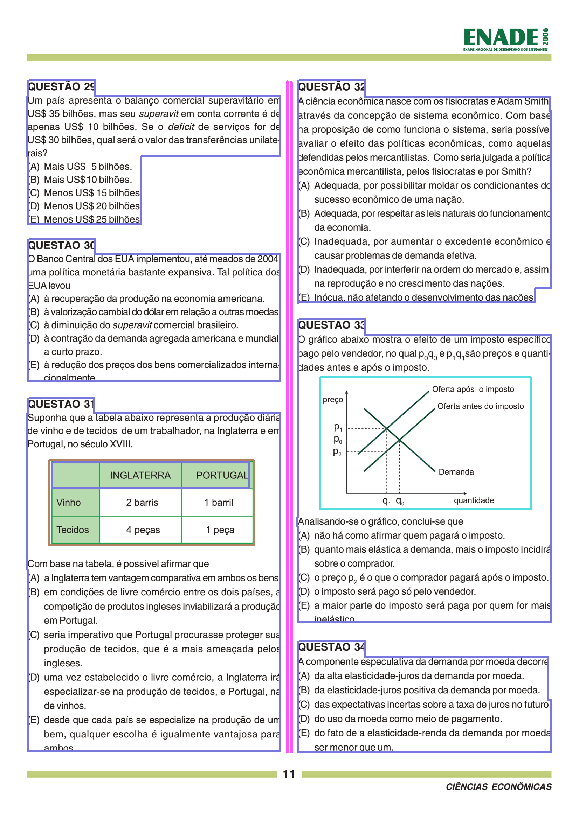 ENADE 2006
EXAME NACIONAL DE DESEMPENHO DOS ESTUDANTES
QUESTÃO 29
Um país apresenta o balanço comercial superavitário em
US$ 35 bilhões, mas seu superavit em conta corrente é de
apenas US$ 10 bilhões. Se o deficit de serviços for de
US$ 30 bilhões, qual será o valor das transferências unilate-
rais?
(A) Mais US$ 5 bilhões.
(B) Mais US$ 10 bilhões.
(C) Menos US$ 15 bilhões
(D) Menos US$ 20 bilhões
(E) Menos US$ 25 bilhões
QUESTÃO 30
O Banco Central dos EUA implementou, até meados de 2004
uma política monetária bastante expansiva. Tal política dos
EUA levou
(A) à recuperação da produção na economia americana.
(B) à valorização cambial do dólar em relação a outras moedas
(C) à diminuição do superavit comercial brasileiro.
(D) à contração da demanda agregada americana e mundial
a curto prazo.
(E) à redução dos preços dos bens comercializados interna-
cionalmente
QUESTÃO 31
Suponha que a tabela abaixo representa a produção diária
de vinho e de tecidos de um trabalhador, na Inglaterra e em
Portugal, no século XVIII.
INGLATERRA PORTUGAL
Vinho 2 barris 1 barril
Tecidos 4 peças 1 peça
Com base na tabela, é possível afirmar que
(A) a Inglaterra tem vantagem comparativa em ambos os bens
(B) em condições de livre comércio entre os dois países, a
competição de produtos ingleses inviabilizará a produção
em Portugal.
(C) seria imperativo que Portugal procurasse proteger sua
produção de tecidos, que é a mais ameaçada pelos
ingleses.
(D) uma vez estabelecido o livre comércio, a Inglaterra irá
especializar-se na produção de tecidos, e Portugal, na
de vinhos.
(E) desde que cada país se especialize na produção de um
bem, qualquer escolha é igualmente vantajosa para
ambos
QUESTÃO 32
A ciência econômica nasce com os fisiocratas e Adam Smith
através da concepção de sistema econômico. Com base
na proposição de como funciona o sistema, seria possível
avaliar o efeito das políticas econômicas, como aquelas
defendidas pelos mercantilistas. Como seria julgada a política
econômica mercantilista, pelos fisiocratas e por Smith?
(A) Adequada, por possibilitar moldar os condicionantes do
sucesso econômico de uma nação.
(B) Adequada, por respeitar as leis naturais do funcionamento
da economia.
(C) Inadequada, por aumentar o excedente econômico e
causar problemas de demanda efetiva.
(D) Inadequada, por interferir na ordem do mercado e, assim
na reprodução e no crescimento das nações.
(E) Inócua, não afetando o desenvolvimento das nações
QUESTÃO 33
O gráfico abaixo mostra o efeito de um imposto específico
pago pelo vendedor, no qual p0q0 e p1q1 são preços e quanti-
dades antes e após o imposto.
Oferta após o imposto
preço
Oferta antes do imposto
p1
p0
p2
Demanda
q1 q0 quantidade
Analisando-se o gráfico, conclui-se que
(A) não há como afirmar quem pagará o imposto.
(B) quanto mais elástica a demanda, mais o imposto incidirá
sobre o comprador.
(C) o preço p2 é o que o comprador pagará após o imposto.
(D) o imposto será pago só pelo vendedor.
(E) a maior parte do imposto será paga por quem for mais
inelástico
QUESTÃO 34
A componente especulativa da demanda por moeda decorre
(A) da alta elasticidade-juros da demanda por moeda.
(B) da elasticidade-juros positiva da demanda por moeda.
(C) das expectativas incertas sobre a taxa de juros no futuro
(D) do uso da moeda como meio de pagamento.
(E) do fato de a elasticidade-renda da demanda por moeda
ser menor que um.
11
CIÊNCIAS ECONÔMICAS